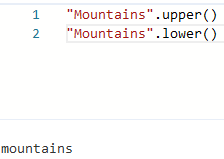 1 "Mountains".upper()
2 "Mountains".lower()
mountains